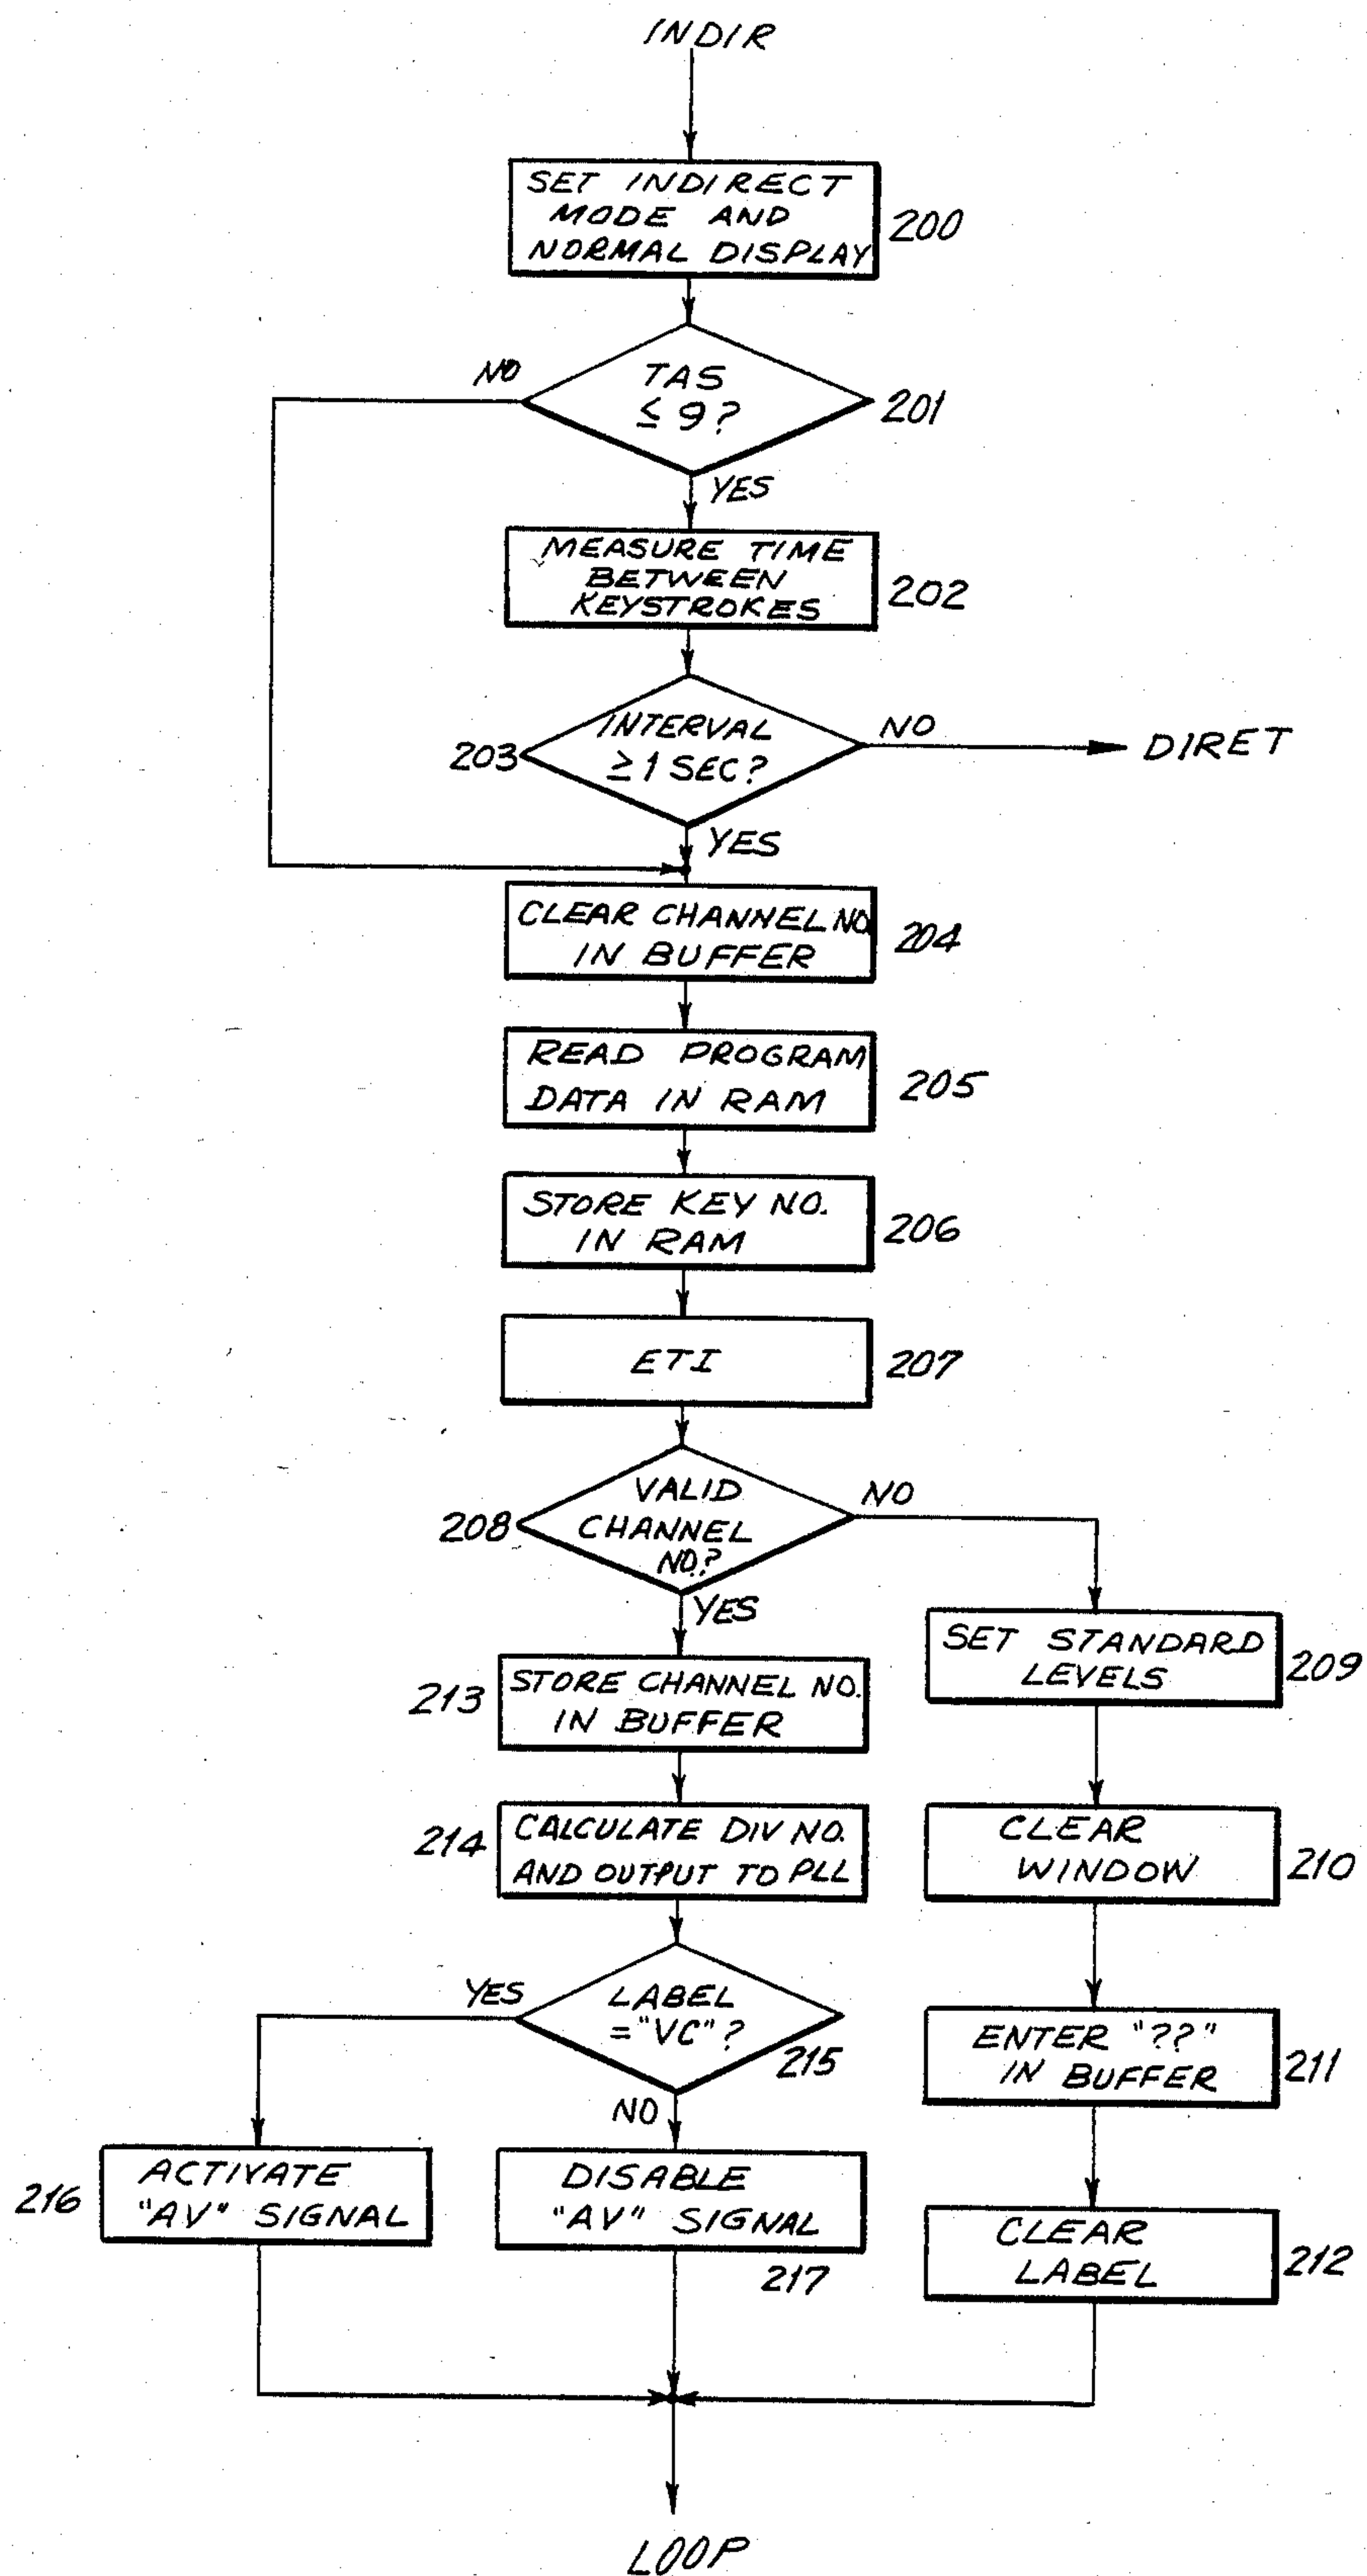 INDIR
SET INDIRECT
MODE AND
NORMAL DISPLAY
200
NO
TAS
≤ 9?
201
YES
MEASURE TIME
BETWEEN
KEYSTROKES
202
203
INTERVAL
≥ 1 SEC?
NO
DIRET
YES
CLEAR CHANNEL NO.
IN BUFFER
204
READ PROGRAM
DATA IN RAM
205
STORE KEY NO.
IN RAM
206
ETI
207
208
VALID
CHANNEL
NO.?
NO
YES
213
STORE CHANNEL NO.
IN BUFFER
SET STANDARD
LEVELS
209
214
CALCULATE DIV NO.
AND OUTPUT TO PLL
CLEAR
WINDOW
210
YES
LABEL
="VC"?
215
NO
ENTER "??"
IN BUFFER
211
216
ACTIVATE
"AV" SIGNAL
DISABLE
"AV" SIGNAL
217
CLEAR
LABEL
212
LOOP